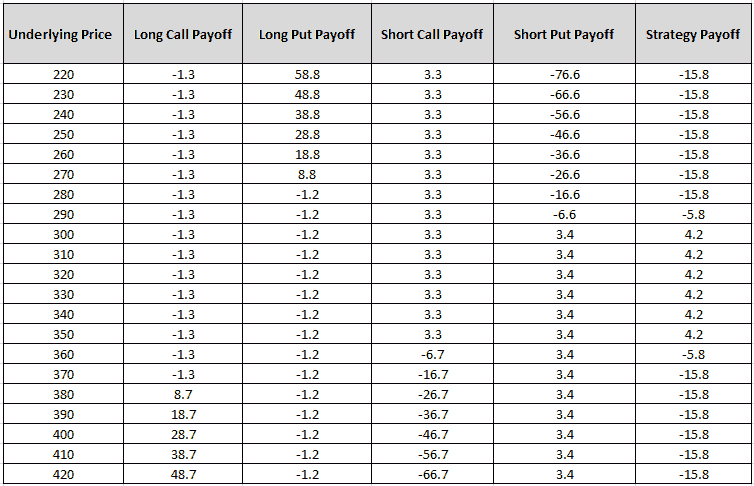 Underlying Price Long Call Payoff Long Put Payoff Short Call Payoff Short Put Payoff Strategy Payoff
220 -1.3 58.8 3.3 -76.6 -15.8
230 -1.3 48.8 3.3 -66.6 -15.8
240 -1.3 38.8 3.3 -56.6 -15.8
250 -1.3 28.8 3.3 -46.6 -15.8
260 -1.3 18.8 3.3 -36.6 -15.8
270 -1.3 8.8 3.3 -26.6 -15.8
280 -1.3 -1.2 3.3 -16.6 -15.8
290 -1.3 -1.2 3.3 -6.6 -5.8
300 -1.3 -1.2 3.3 3.4 4.2
310 -1.3 -1.2 3.3 3.4 4.2
320 -1.3 -1.2 3.3 3.4 4.2
330 -1.3 -1.2 3.3 3.4 4.2
340 -1.3 -1.2 3.3 3.4 4.2
350 -1.3 -1.2 3.3 3.4 4.2
360 -1.3 -1.2 -6.7 3.4 -5.8
370 -1.3 -1.2 -16.7 3.4 -15.8
380 8.7 -1.2 -26.7 3.4 -15.8
390 18.7 -1.2 -36.7 3.4 -15.8
400 28.7 -1.2 -46.7 3.4 -15.8
410 38.7 -1.2 -56.7 3.4 -15.8
420 48.7 -1.2 -66.7 3.4 -15.8